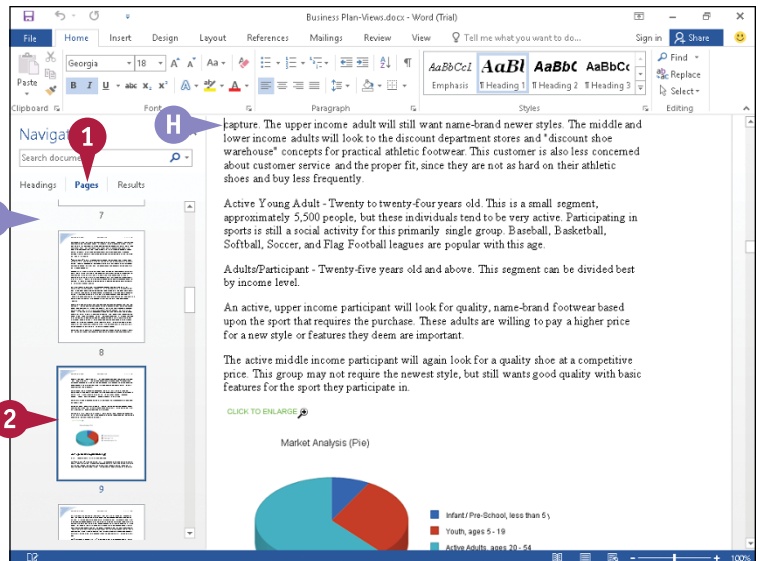 Business Plan-Views.docx - Word (Trial)
File Home Insert Design Layout References Mailings Review View Tell me what you want to do... Sign in Share
Georgia 18 A A Aa
AaBbCcI AaBl AaBbC AaBbCc
Find
Replace
Select
Paste
B I U abc X₂ X² A A
Emphasis ¶ Heading 1 ¶ Heading 2 ¶ Heading 3
Clipboard Font Paragraph Styles Editing
Navigat
1
H
Search docume
Headings Pages Results
7
8
2
9
capture. The upper income adult will still want name-brand newer styles. The middle and
lower income adults will look to the discount department stores and "discount shoe
warehouse" concepts for practical athletic footwear. This customer is also less concerned
about customer service and the proper fit, since they are not as hard on their athletic
shoes and buy less frequently.
Active Young Adult - Twenty to twenty-four years old. This is a small segment,
approximately 5,500 people, but these individuals tend to be very active. Participating in
sports is still a social activity for this primarily single group. Baseball, Basketball,
Softball, Soccer, and Flag Football leagues are popular with this age.
Adults/Participant - Twenty-five years old and above. This segment can be divided best
by income level.
An active, upper income participant will look for quality, name-brand footwear based
upon the sport that requires the purchase. These adults are willing to pay a higher price
for a new style or features they deem are important.
The active middle income participant will again look for a quality shoe at a competitive
price. This group may not require the newest style, but still wants good quality with basic
features for the sport they participate in.
CLICK TO ENLARGE
Market Analysis (Pie)
Infant / Pre-School, less than 5 y
Youth, ages 5 - 19
Active Adults, ages 20 - 54
100%